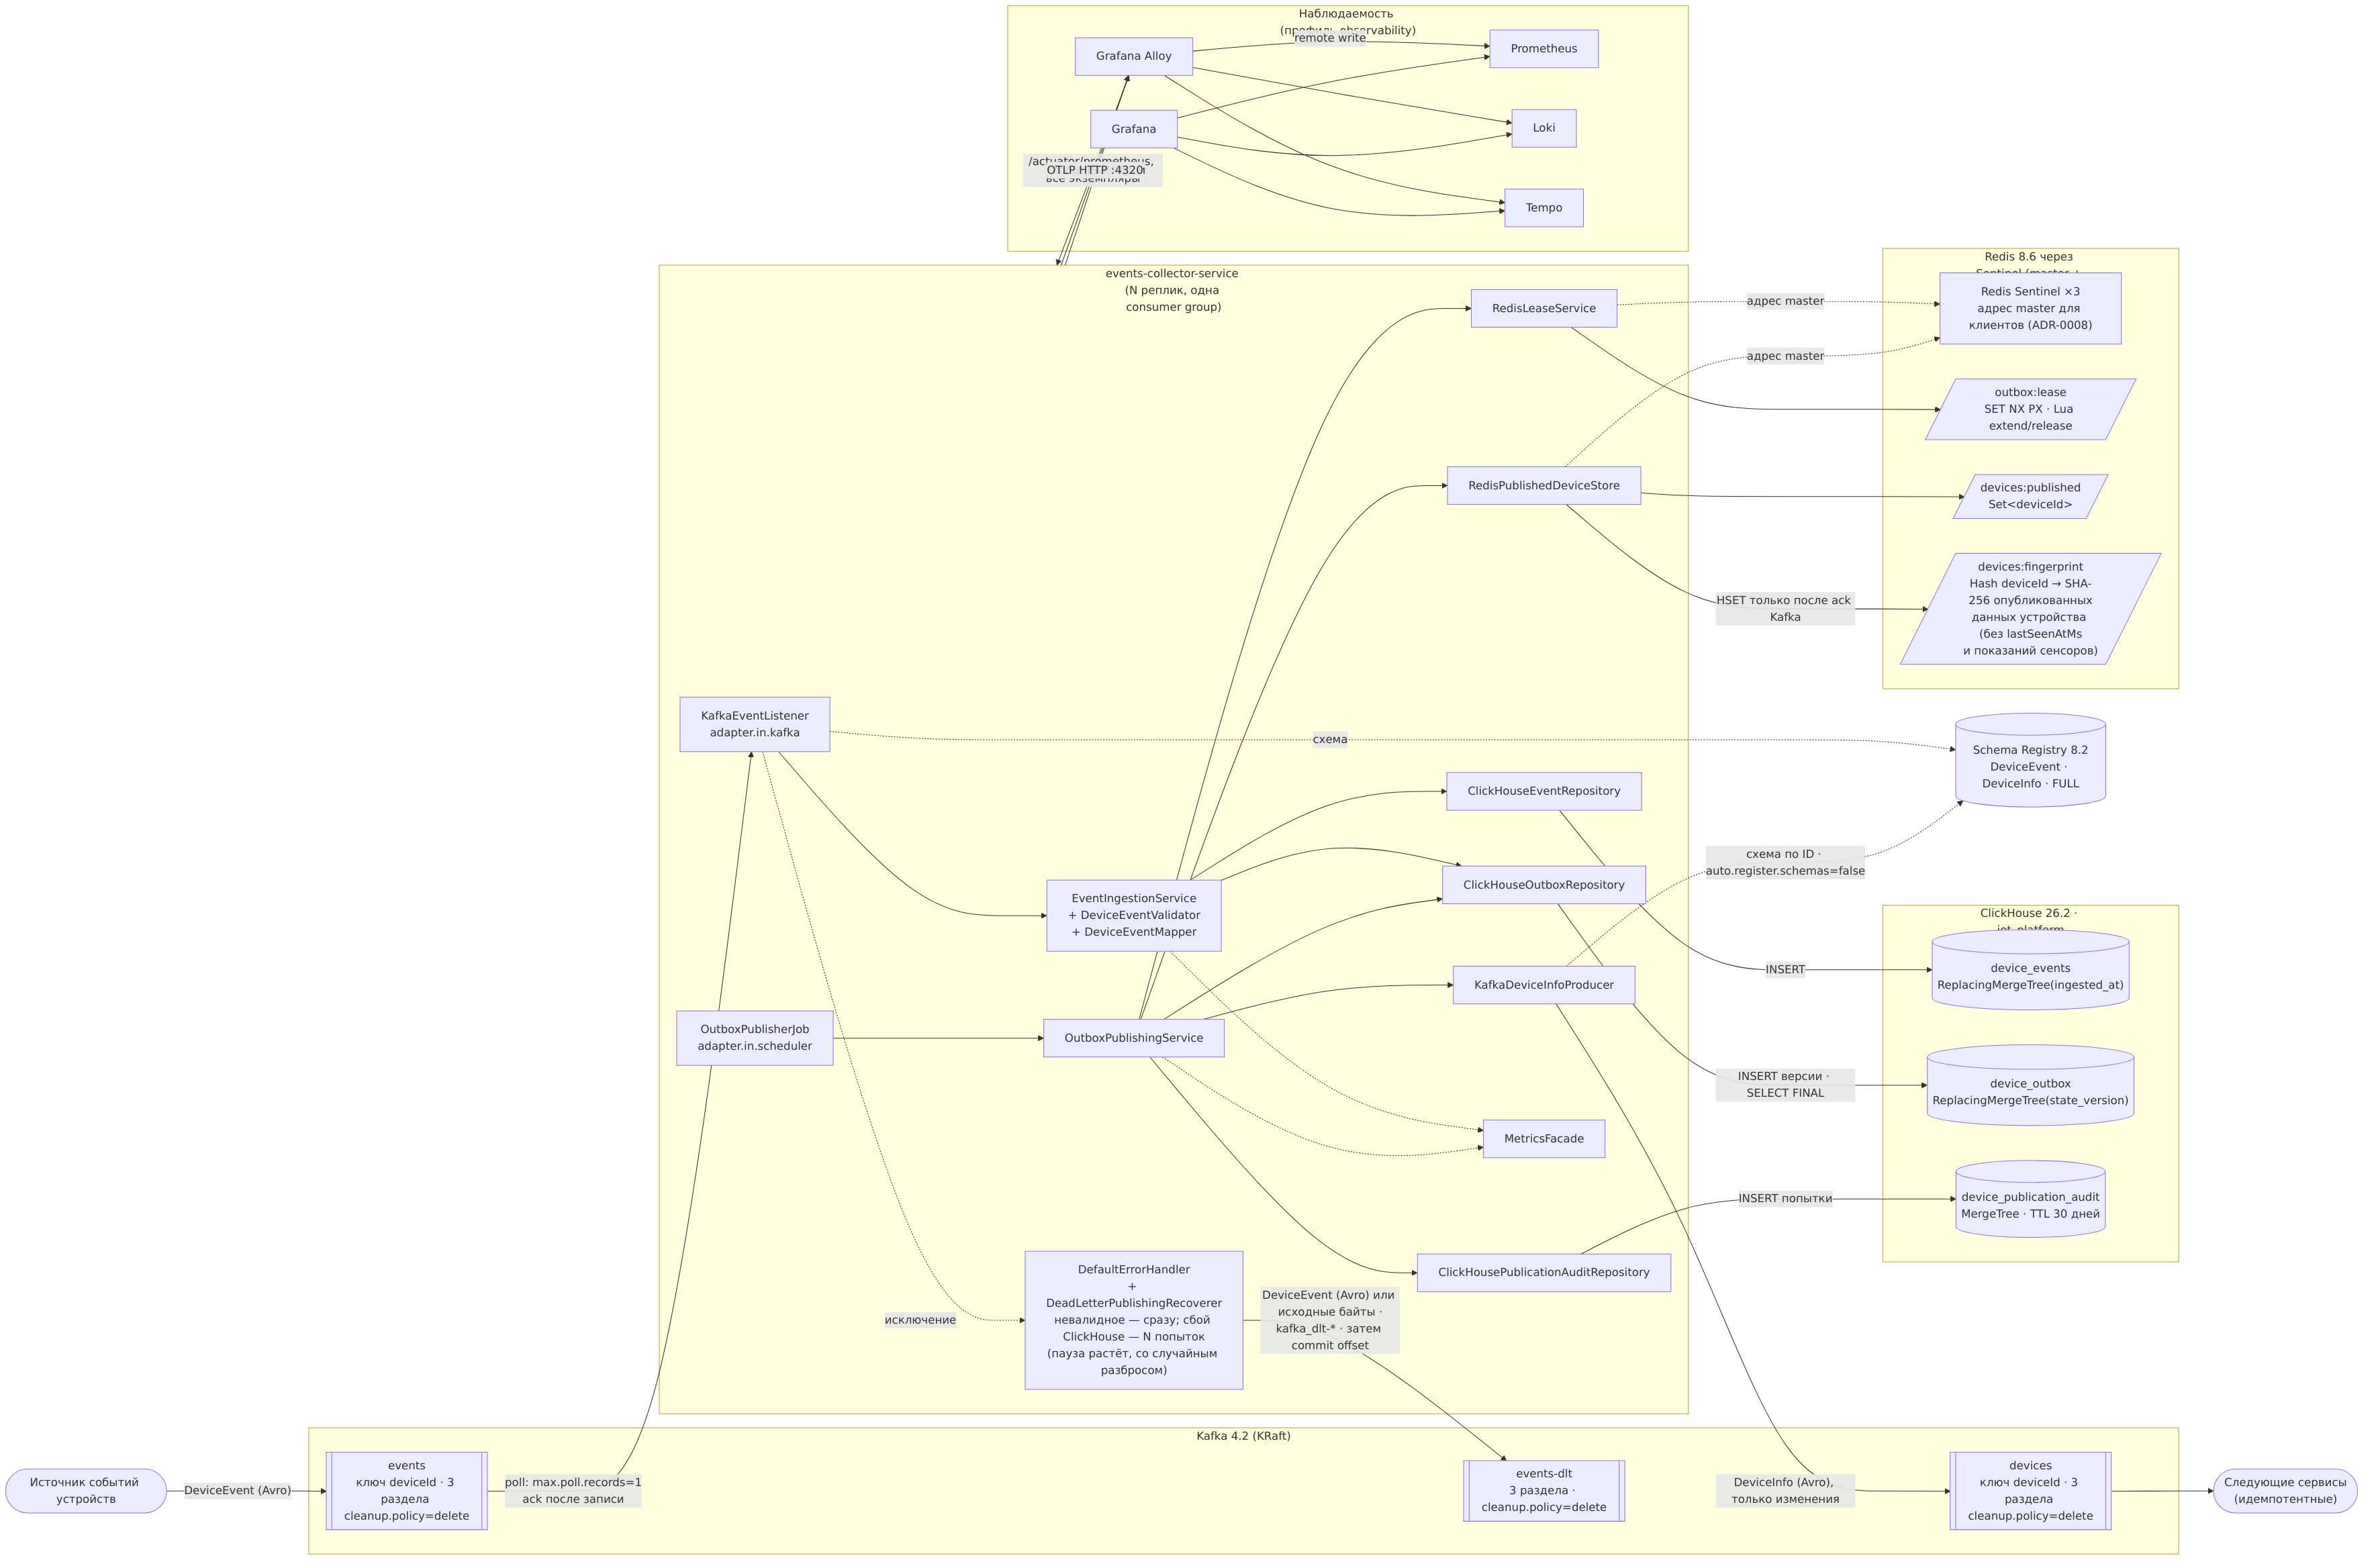 Наблюдаемость
(профиль observability)
remote write
Grafana Alloy
Prometheus
Grafana
Loki
/actuator/prometheus,
OTLP HTTP :4320
все экземпляры
Tempo
events-collector-service
(N реплик, одна
consumer group)
RedisLeaseService
адрес master
адрес master
Redis 8.6 через
Sentinel (master +
Redis Sentinel ×3
адрес master для
клиентов (ADR-0008)
outbox:lease
SET NX PX · Lua
extend/release
RedisPublishedDeviceStore
devices:published
Set<deviceId>
HSET только после ack
Kafka
devices:fingerprint
Hash deviceId → SHA-
256 опубликованных
данных устройства
(без lastSeenAtMs
и показаний сенсоров)
KafkaEventListener
adapter.in.kafka
схема
Schema Registry 8.2
DeviceEvent ·
DeviceInfo · FULL
ClickHouseEventRepository
ClickHouseOutboxRepository
схема по ID ·
auto.register.schemas=false
EventIngestionService
+ DeviceEventValidator
+ DeviceEventMapper
ClickHouse 26.2 ·
iot_platform
INSERT
device_events
ReplacingMergeTree(ingested_at)
KafkaDeviceInfoProducer
OutboxPublisherJob
adapter.in.scheduler
OutboxPublishingService
INSERT версии ·
SELECT FINAL
device_outbox
ReplacingMergeTree(state_version)
MetricsFacade
INSERT попытки
device_publication_audit
MergeTree · TTL 30 дней
ClickHousePublicationAuditRepository
исключение
DefaultErrorHandler
+
DeadLetterPublishingRecoverer
невалидное — сразу; сбой
ClickHouse — N попыток
(пауза растёт, со случайным
разбросом)
DeviceEvent (Avro) или
исходные байты ·
kafka_dlt-* · затем
commit offset
Kafka 4.2 (KRaft)
Источник событий
устройств
DeviceEvent (Avro)
events
ключ deviceId · 3
раздела
cleanup.policy=delete
poll: max.poll.records=1
ack после записи
events-dlt
3 раздела ·
cleanup.policy=delete
DeviceInfo (Avro),
только изменения
devices
ключ deviceId · 3
раздела
cleanup.policy=delete
Следующие сервисы
(идемпотентные)